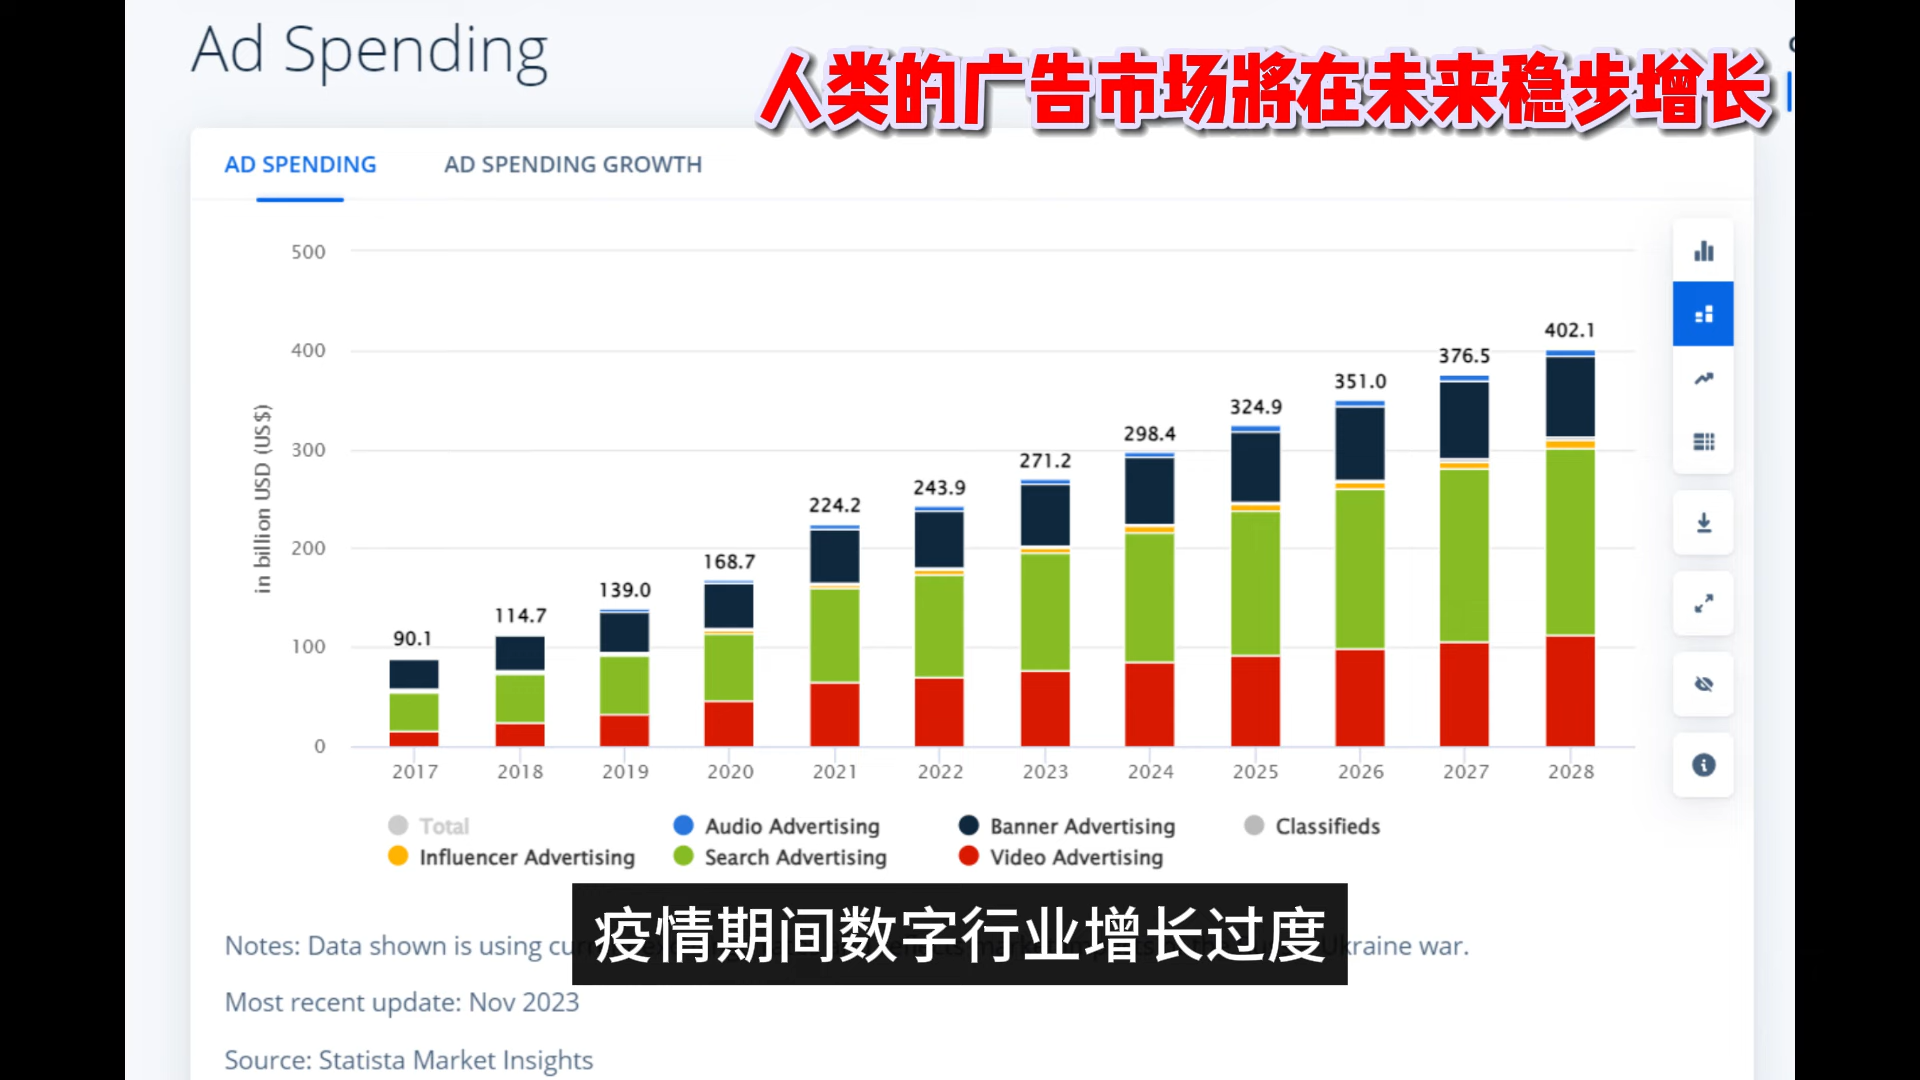 Ad Spending
人类的广告市场將在未来稳步增长
AD SPENDING
AD SPENDING GROWTH
500
400
300
200
100
0
in billion USD (US$)
90.1
114.7
139.0
168.7
224.2
243.9
271.2
298.4
324.9
351.0
376.5
402.1
2017
2018
2019
2020
2021
2022
2023
2024
2025
2026
2027
2028
Total
Audio Advertising
Banner Advertising
Classifieds
Influencer Advertising
Search Advertising
Video Advertising
疫情期间数字行业增长过度
Notes: Data shown is using Ukraine war.
Most recent update: Nov 2023
Source: Statista Market Insights